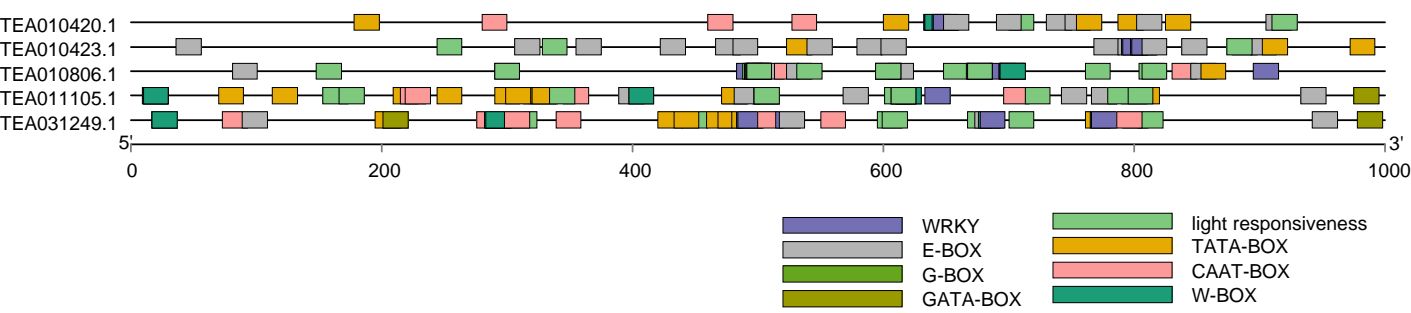 TEA010420.1
TEA010423.1
TEA010806.1
TEA011105.1
TEA031249.1
5' 3'
0 200 400 600 800 1000
WRKY light responsiveness
E-BOX TATA-BOX
G-BOX CAAT-BOX
GATA-BOX W-BOX